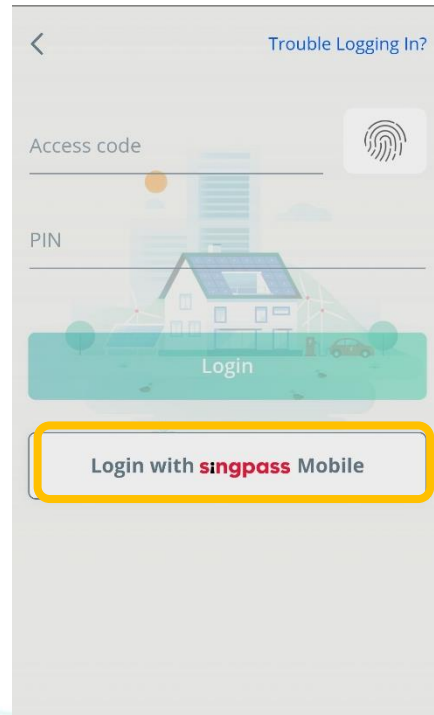 Trouble Logging In?
Access code
PIN
Login
Login with singpass Mobile